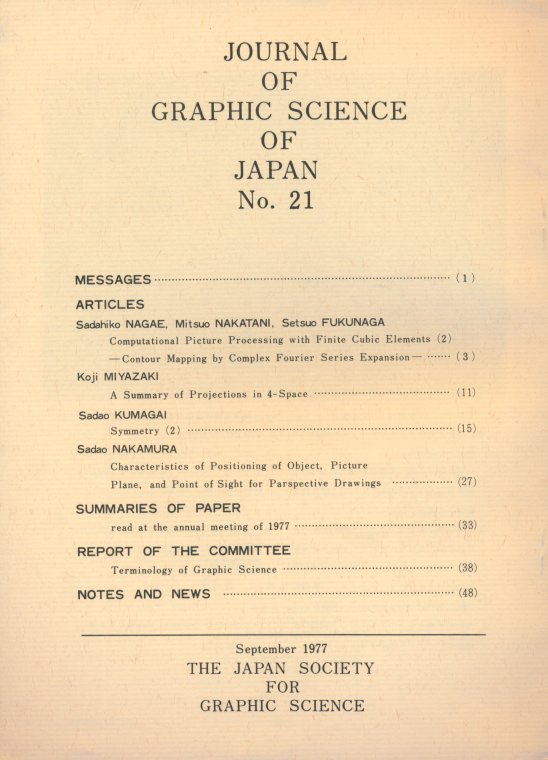 JOURNAL
OF
GRAPHIC SCIENCE
OF
JAPAN
No. 21
MESSAGES ( 1 )
ARTICLES
Sadahiko NAGAE, Mitsuo NAKATANI, Setsuo FUKUNAGA
Computational Picture Processing with Finite Cubic Elements (2)
—Contour Mapping by Complex Fourier Series Expansion— ( 3 )
Koji MIYAZAKI
A Summary of Projections in 4-Space (11)
Sadao KUMAGAI
Symmetry (2) (15)
Sadao NAKAMURA
Characteristics of Positioning of Object, Picture
Plane, and Point of Sight for Parspective Drawings (27)
SUMMARIES OF PAPER
read at the annual meeting of 1977 (33)
REPORT OF THE COMMITTEE
Terminology of Graphic Science (38)
NOTES AND NEWS (48)
September 1977
THE JAPAN SOCIETY
FOR
GRAPHIC SCIENCE